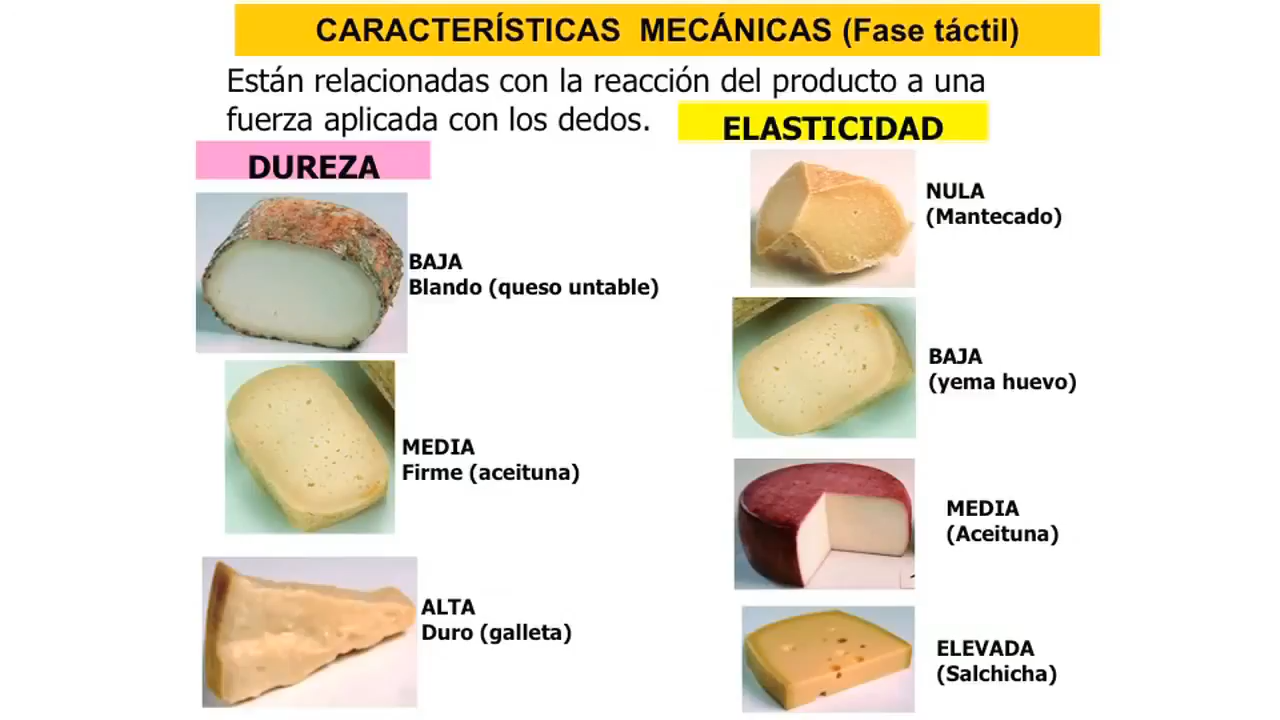 CARACTERÍSTICAS MECÁNICAS (Fase táctil)
Están relacionadas con la reacción del producto a una
fuerza aplicada con los dedos.
DUREZA
BAJA
Blando (queso untable)
MEDIA
Firme (aceituna)
ALTA
Duro (galleta)
ELASTICIDAD
NULA
(Mantecado)
BAJA
(yema huevo)
MEDIA
(Aceituna)
ELEVADA
(Salchicha)